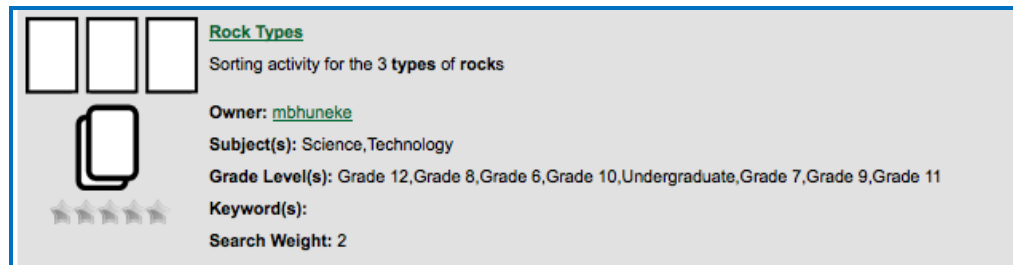 Rock Types
Sorting activity for the 3 types of rocks
Owner: mbhuneke
Subject(s): Science,Technology
Grade Level(s): Grade 12,Grade 8,Grade 6,Grade 10,Undergraduate,Grade 7,Grade 9,Grade 11
Keyword(s):
Search Weight: 2